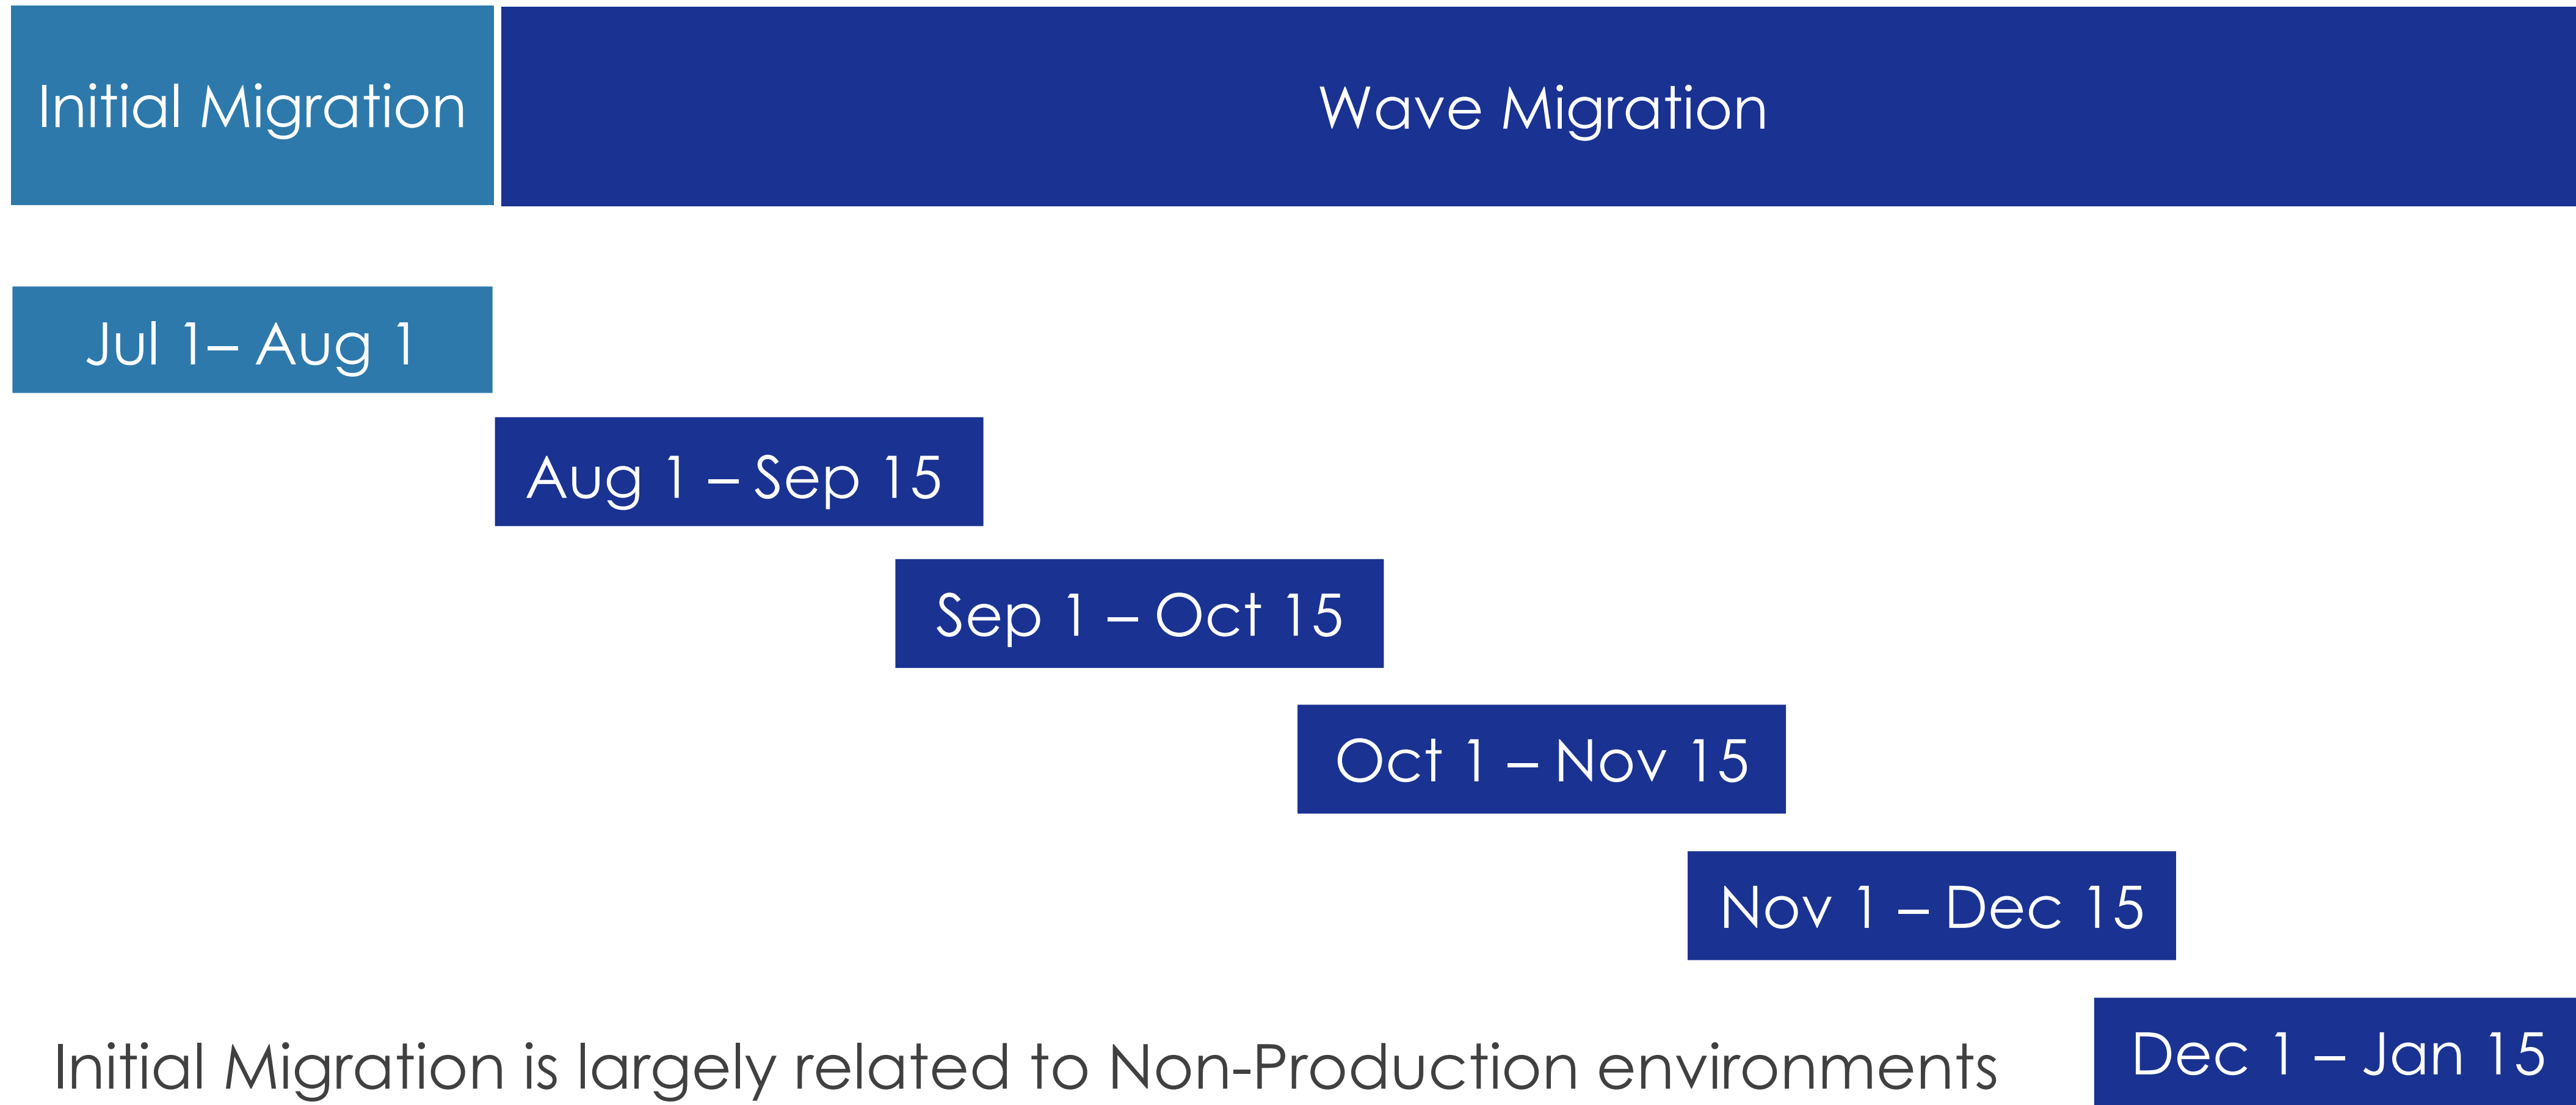 Initial Migration
Wave Migration
Jul 1– Aug 1
Aug 1 – Sep 15
Sep 1 – Oct 15
Oct 1 – Nov 15
Nov 1 – Dec 15
Dec 1 – Jan 15
Initial Migration is largely related to Non-Production environments